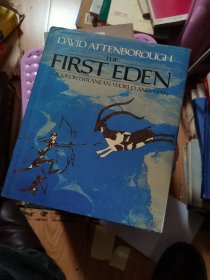 DAVID ATTENBOROUGH
THE
FIRST EDEN
THE MEDITERRANEAN WORLD AND MAN